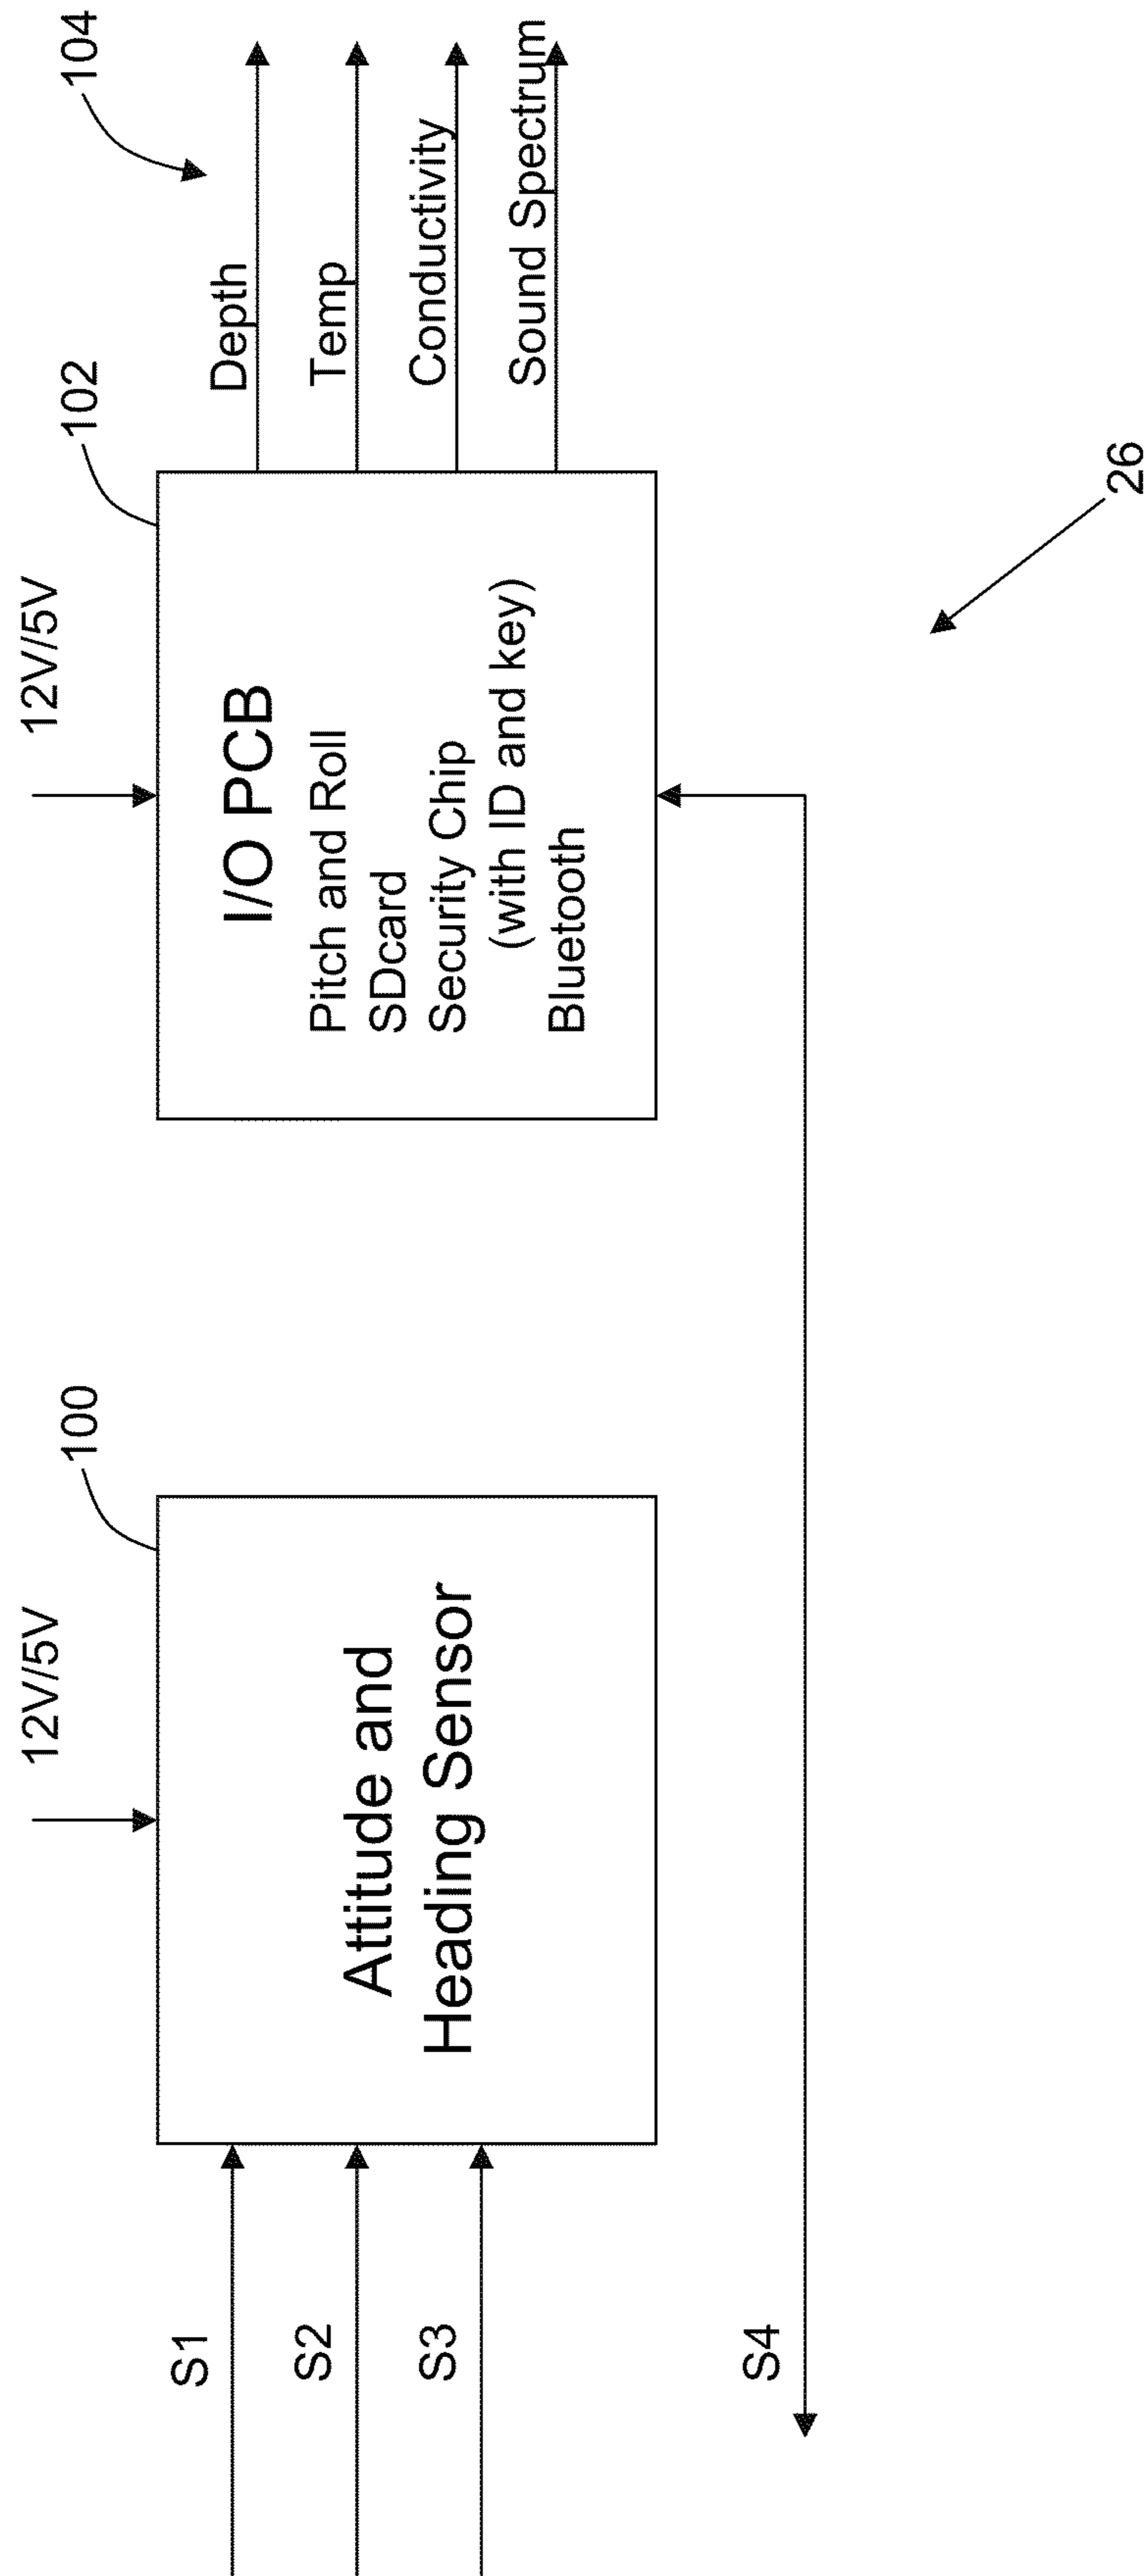 12V/5V
12V/5V
100
102
104
S1
S2
S3
S4
Attitude and
Heading Sensor
I/O PCB
Pitch and Roll
SDcard
Security Chip
(with ID and key)
Bluetooth
Depth
Temp
Conductivity
Sound Spectrum
26